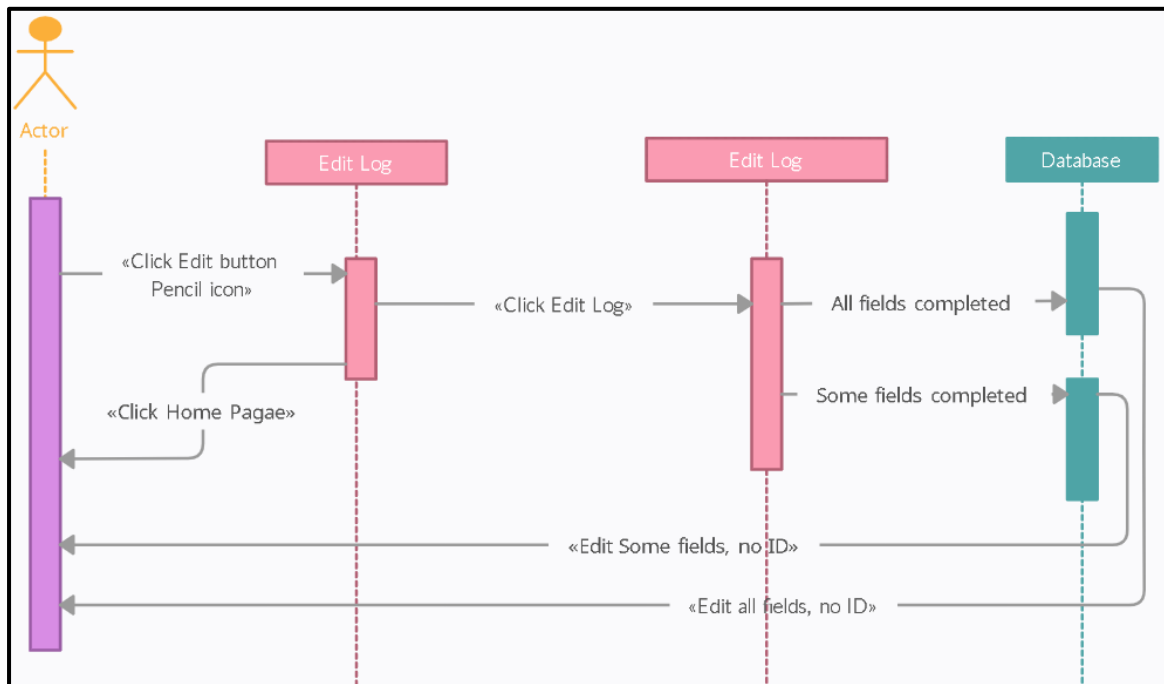 Actor
Edit Log
Edit Log
Database
«Click Edit button
Pencil icon»
«Click Edit Log»
All fields completed
Some fields completed
«Click Home Pagae»
«Edit Some fields, no ID»
«Edit all fields, no ID»